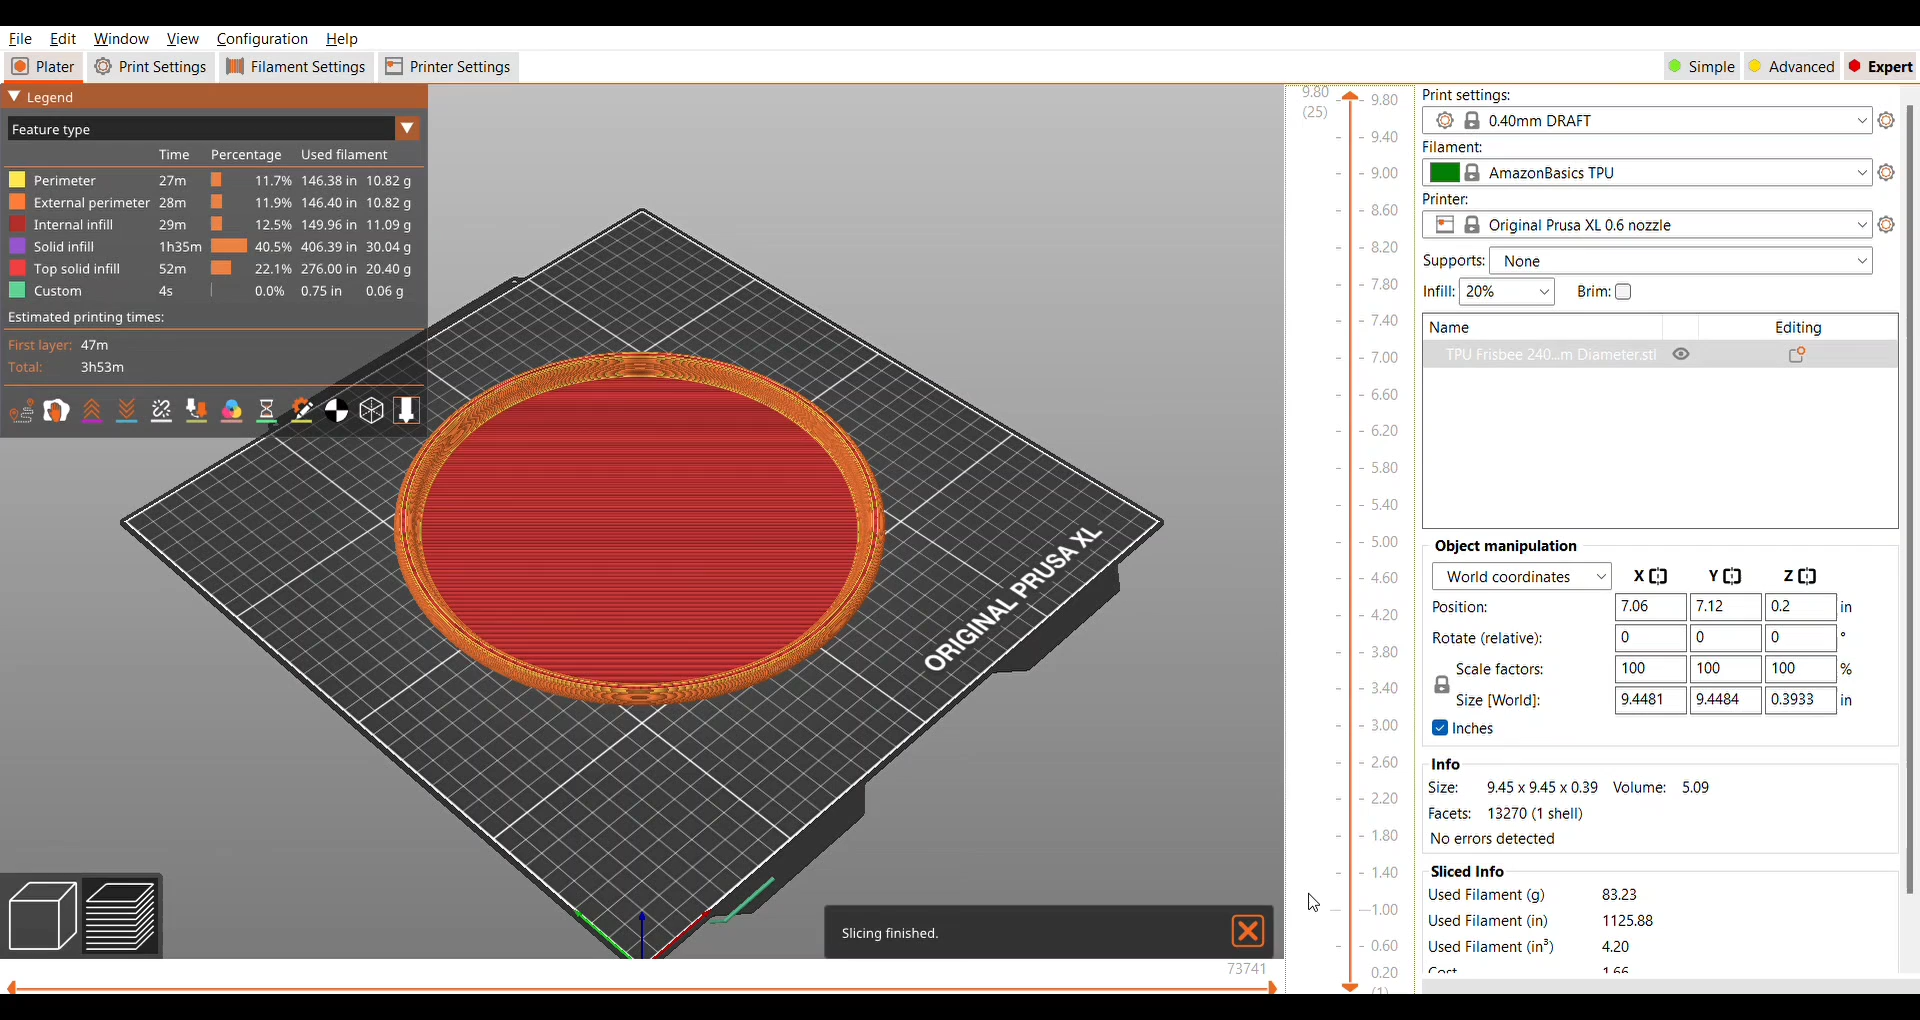 File Edit Window View Configuration Help
Plater Print Settings Filament Settings Printer Settings Simple Advanced Expert
Legend
Feature type
Time Percentage Used filament
Perimeter 27m 11.7% 146.38 in 10.82 g
External perimeter 28m 11.9% 146.40 in 10.82 g
Internal infill 29m 12.5% 149.96 in 11.09 g
Solid infill 1h35m 40.5% 406.39 in 30.04 g
Top solid infill 52m 22.1% 276.00 in 20.40 g
Custom 4s 0.0% 0.75 in 0.06 g
Estimated printing times:
First layer: 47m
Total: 3h53m
ORIGINAL PRUSA XL
Slicing finished.
73741
9.80
(25)
9.80
9.40
9.00
8.60
8.20
7.80
7.40
7.00
6.60
6.20
5.80
5.40
5.00
4.60
4.20
3.80
3.40
3.00
2.60
2.20
1.80
1.40
1.00
0.60
0.20
(1)
Print settings:
0.40mm DRAFT
Filament:
AmazonBasics TPU
Printer:
Original Prusa XL 0.6 nozzle
Supports: None
Infill: 20% Brim:
Name Editing
TPU Frisbee 240...m Diameter.stl
Object manipulation
World coordinates X Y Z
Position: 7.06 7.12 0.2 in
Rotate (relative): 0 0 0 °
Scale factors: 100 100 100 %
Size [World]: 9.4481 9.4484 0.3933 in
Inches
Info
Size: 9.45 x 9.45 x 0.39 Volume: 5.09
Facets: 13270 (1 shell)
No errors detected
Sliced Info
Used Filament (g) 83.23
Used Filament (in) 1125.88
Used Filament (in³) 4.20
Cost 1.66